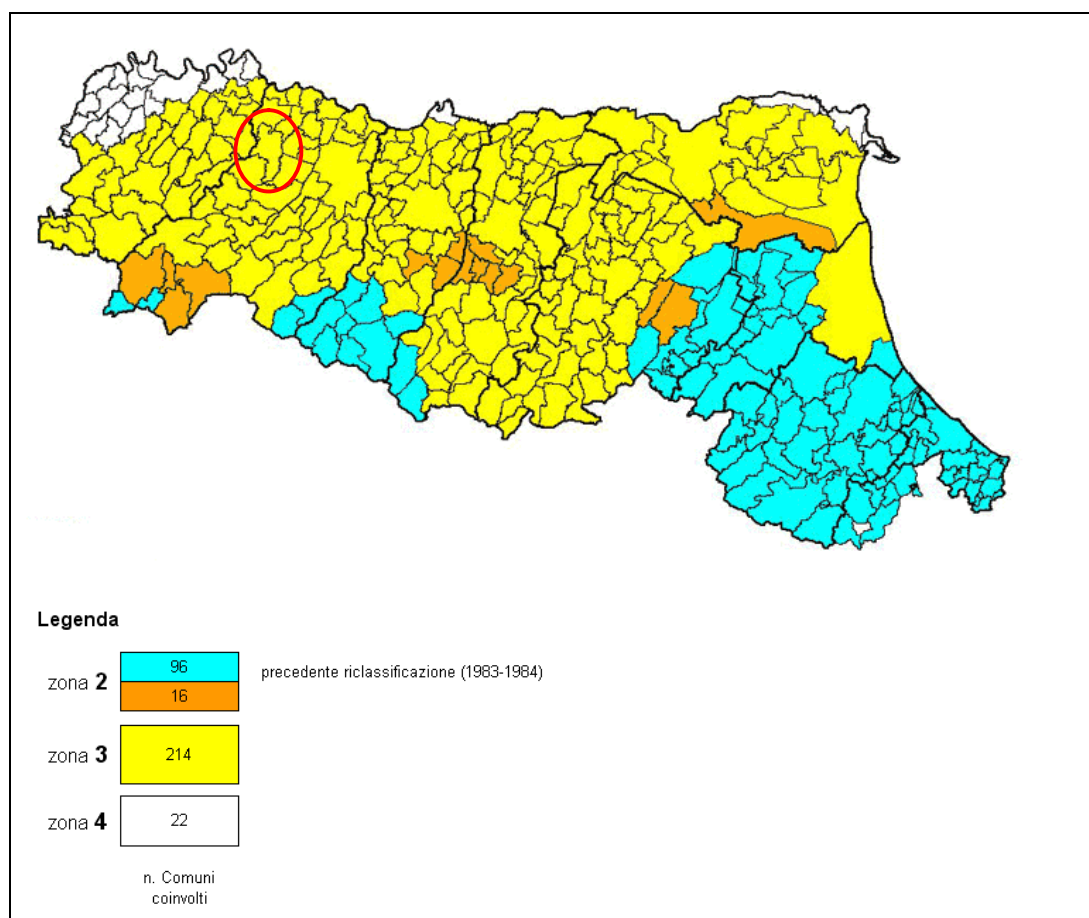 Legenda
zona 2
96
precedente riclassificazione (1983-1984)
16
zona 3
214
zona 4
22
n. Comuni
coinvolti